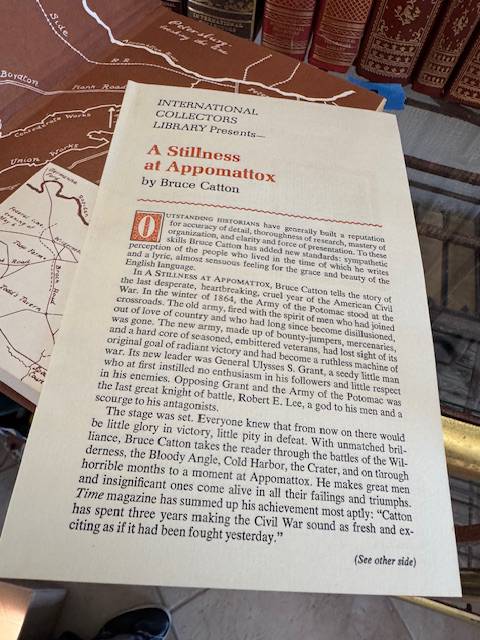 Petersburg
Side
R.R.
Boydton
Plank Road
Confederate Works
Union Works
Todd's Tavern
Brock Road
INTERNATIONAL
COLLECTORS
LIBRARY Presents—
A Stillness
at Appomattox
by Bruce Catton
OUTSTANDING HISTORIANS have generally built a reputation
for accuracy of detail, thoroughness of research, mastery of
organization, and clarity and force of presentation. To these
skills Bruce Catton has added new standards: sympathetic
perception of the people who lived in the time of which he writes
and a lyric, almost sensuous feeling for the grace and beauty of the
English language.
In A STILLNESS AT APPOMATTOX, Bruce Catton tells the story of
the last desperate, heartbreaking, cruel year of the American Civil
War. In the winter of 1864, the Army of the Potomac stood at the
crossroads. The old army, fired with the spirit of men who had joined
out of love of country and who had long since become disillusioned,
was gone. The new army, made up of bounty-jumpers, mercenaries,
and a hard core of seasoned, embittered veterans, had lost sight of its
original goal of radiant victory and had become a ruthless machine of
war. Its new leader was General Ulysses S. Grant, a seedy little man
who at first instilled no enthusiasm in his followers and little respect
in his enemies. Opposing Grant and the Army of the Potomac was
the last great knight of battle, Robert E. Lee, a god to his men and a
scourge to his antagonists.
The stage was set. Everyone knew that from now on there would
be little glory in victory, little pity in defeat. With unmatched bril-
liance, Bruce Catton takes the reader through the battles of the Wil-
derness, the Bloody Angle, Cold Harbor, the Crater, and on through
horrible months to a moment at Appomattox. He makes great men
and insignificant ones come alive in all their failings and triumphs.
Time magazine has summed up his achievement most aptly: "Catton
has spent three years making the Civil War sound as fresh and ex-
citing as if it had been fought yesterday."
(See other side)